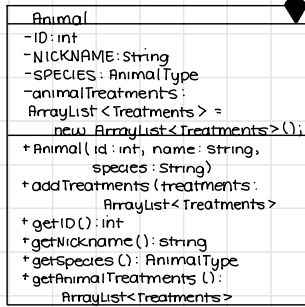 Animal
-ID:int
-NICKNAME:String
-SPECIES: AnimalType
-animalTreatments:
ArrayList<Treatments> =
new ArrayList<Treatments>();
+Animal(id:int, name: String,
species:String)
+addTreatments (treatments:
ArrayList<Treatments>
+getID():int
+getNickname():string
+getSpecies(): AnimalType
+getAnimalTreatments ():
ArrayList<Treatments>